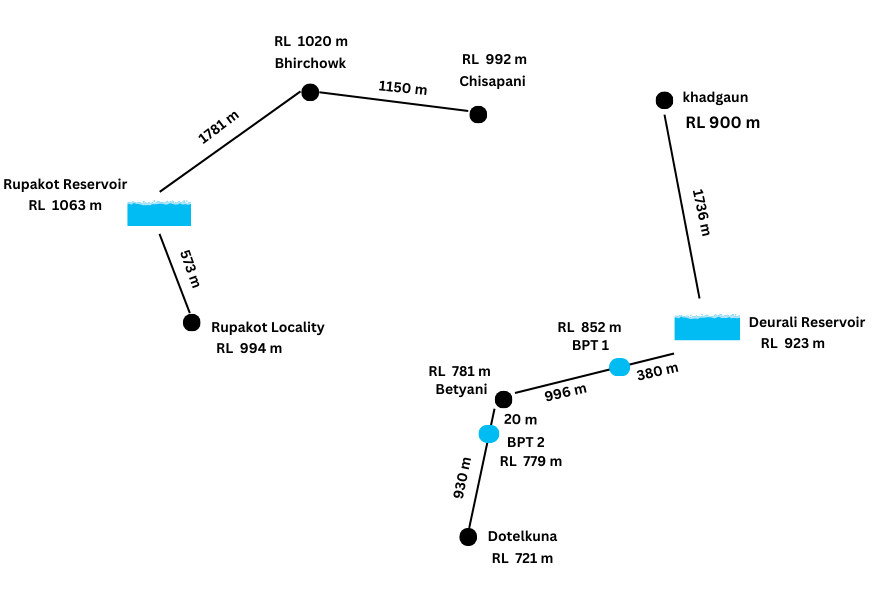 RL 1020 m
Bhirchowk
RL 992 m
Chisapani
1150 m
1781 m
khadgaun
RL 900 m
Rupakot Reservoir
RL 1063 m
1736 m
573 m
Rupakot Locality
RL 994 m
Deurali Reservoir
RL 923 m
RL 852 m
BPT 1
380 m
996 m
RL 781 m
Betyani
20 m
BPT 2
RL 779 m
930 m
Dotelkuna
RL 721 m